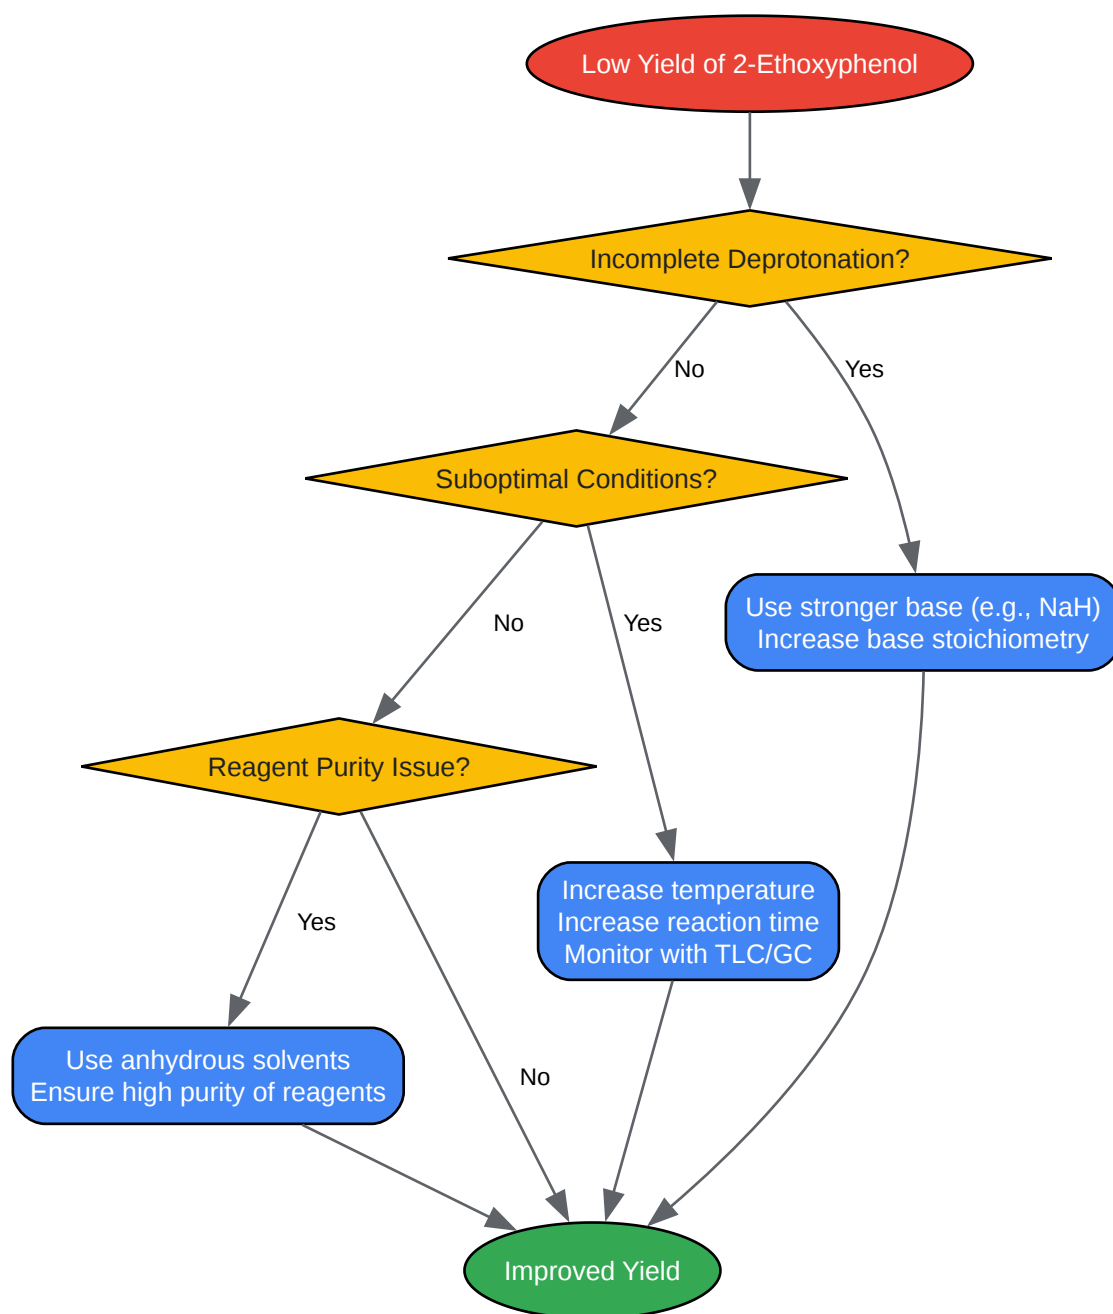 Low Yield of 2-Ethoxyphenol
Incomplete Deprotonation?
No
Yes
Suboptimal Conditions?
Use stronger base (e.g., NaH)
Increase base stoichiometry
No
Yes
Reagent Purity Issue?
Increase temperature
Increase reaction time
Monitor with TLC/GC
Yes
Use anhydrous solvents
Ensure high purity of reagents
No
Improved Yield